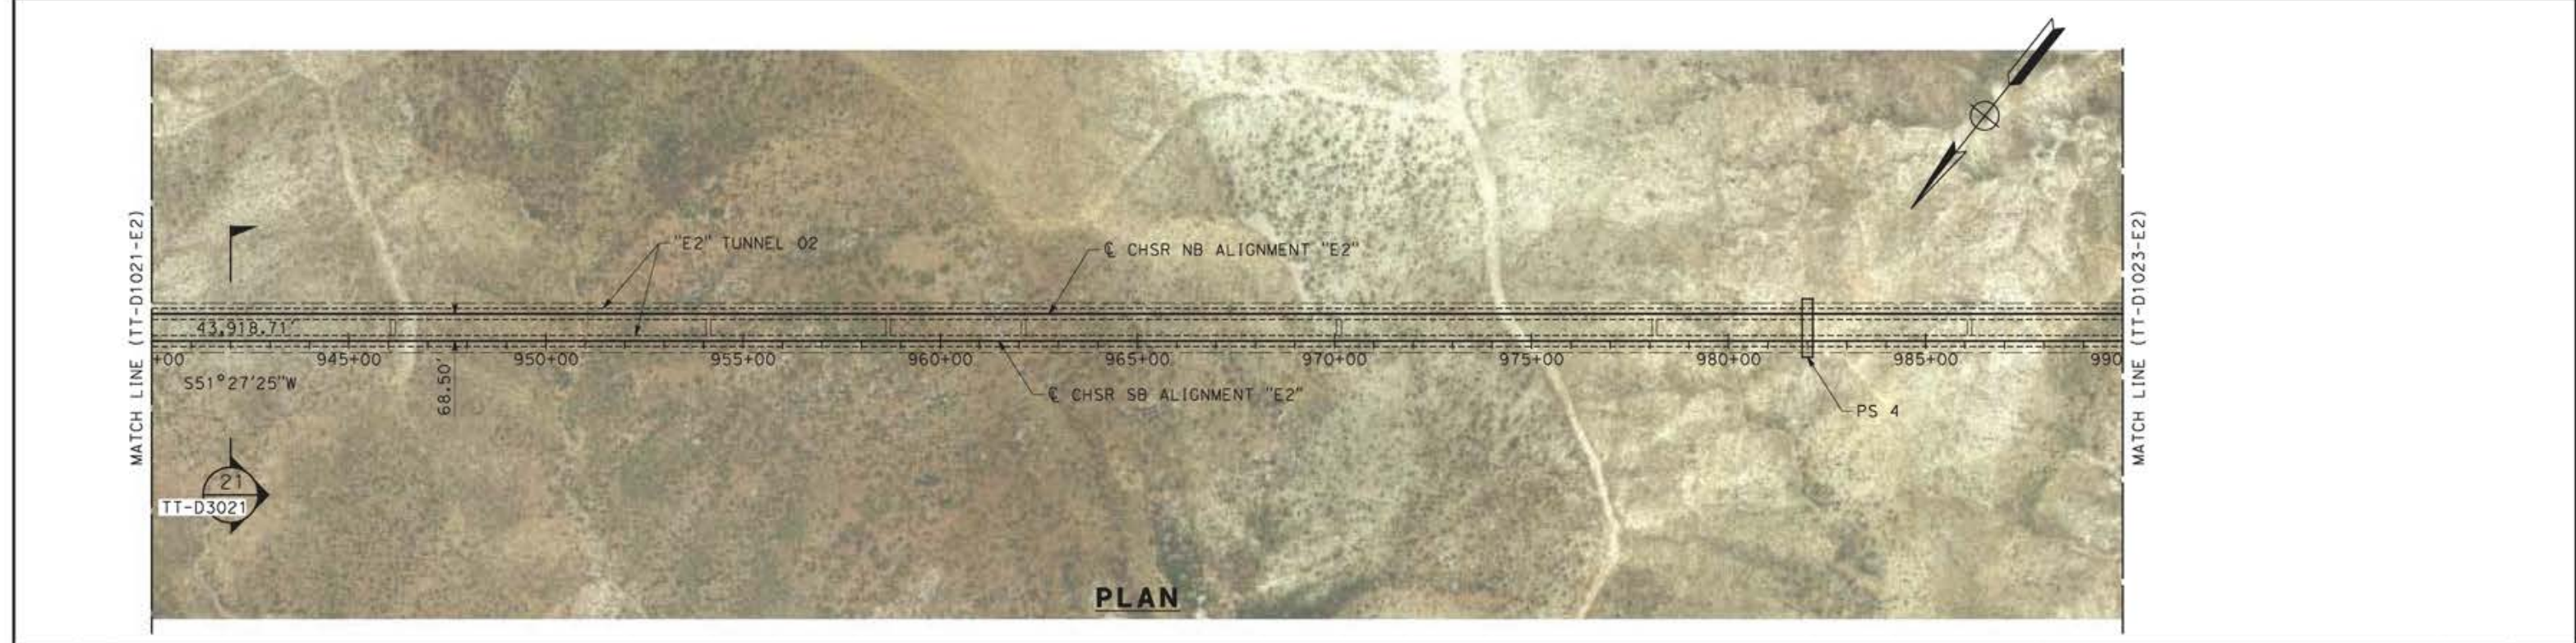 MATCH LINE (TT-D1021-E2)
"E2" TUNNEL 02
℄ CHSR NB ALIGNMENT "E2"
MATCH LINE (TT-D1023-E2)
43,918.71'
+00 945+00 950+00 955+00 960+00 965+00 970+00 975+00 980+00 985+00 990
S51°27'25"W
68.50'
℄ CHSR SB ALIGNMENT "E2"
PS 4
21
TT-D3021
PLAN